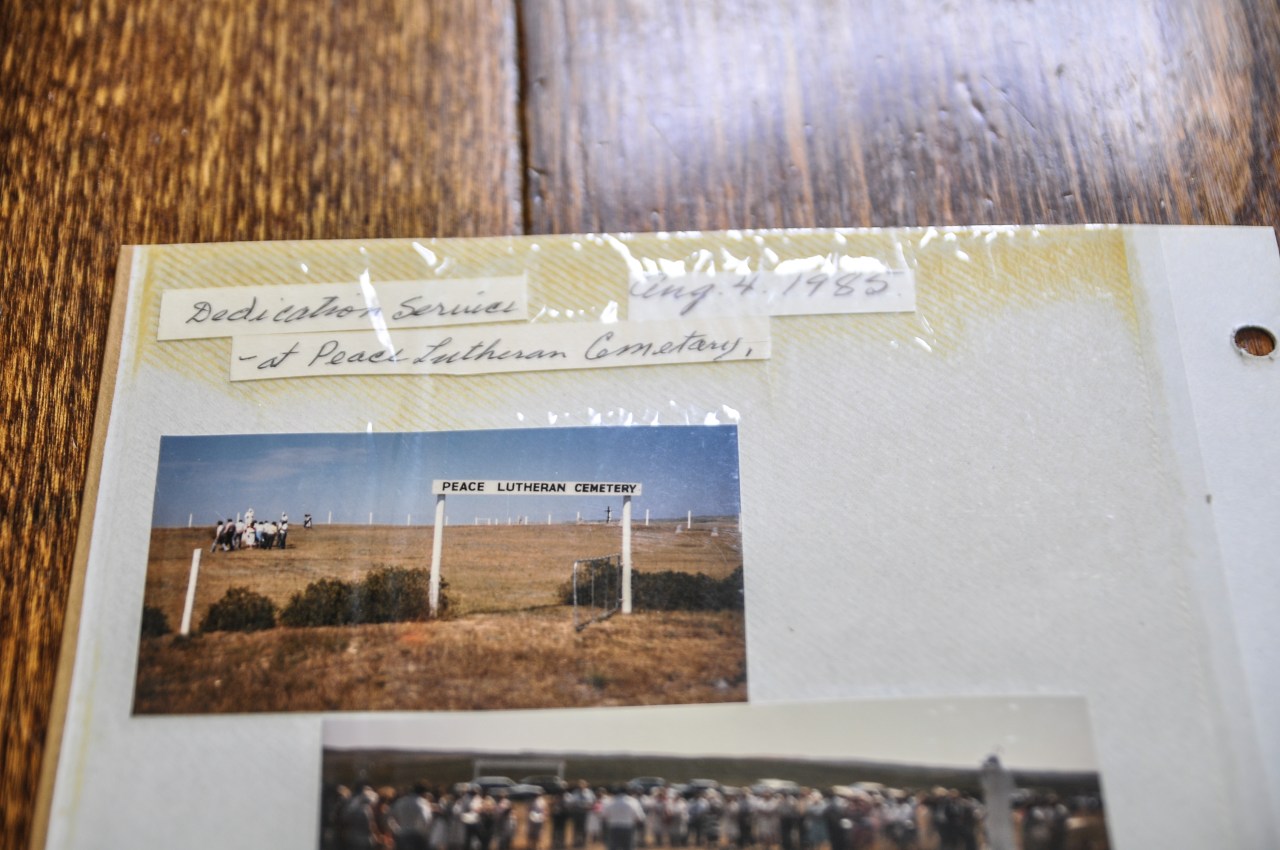 Dedication Service
Aug. 4. 1985.
- at Peace Lutheran Cemetary,
PEACE LUTHERAN CEMETERY